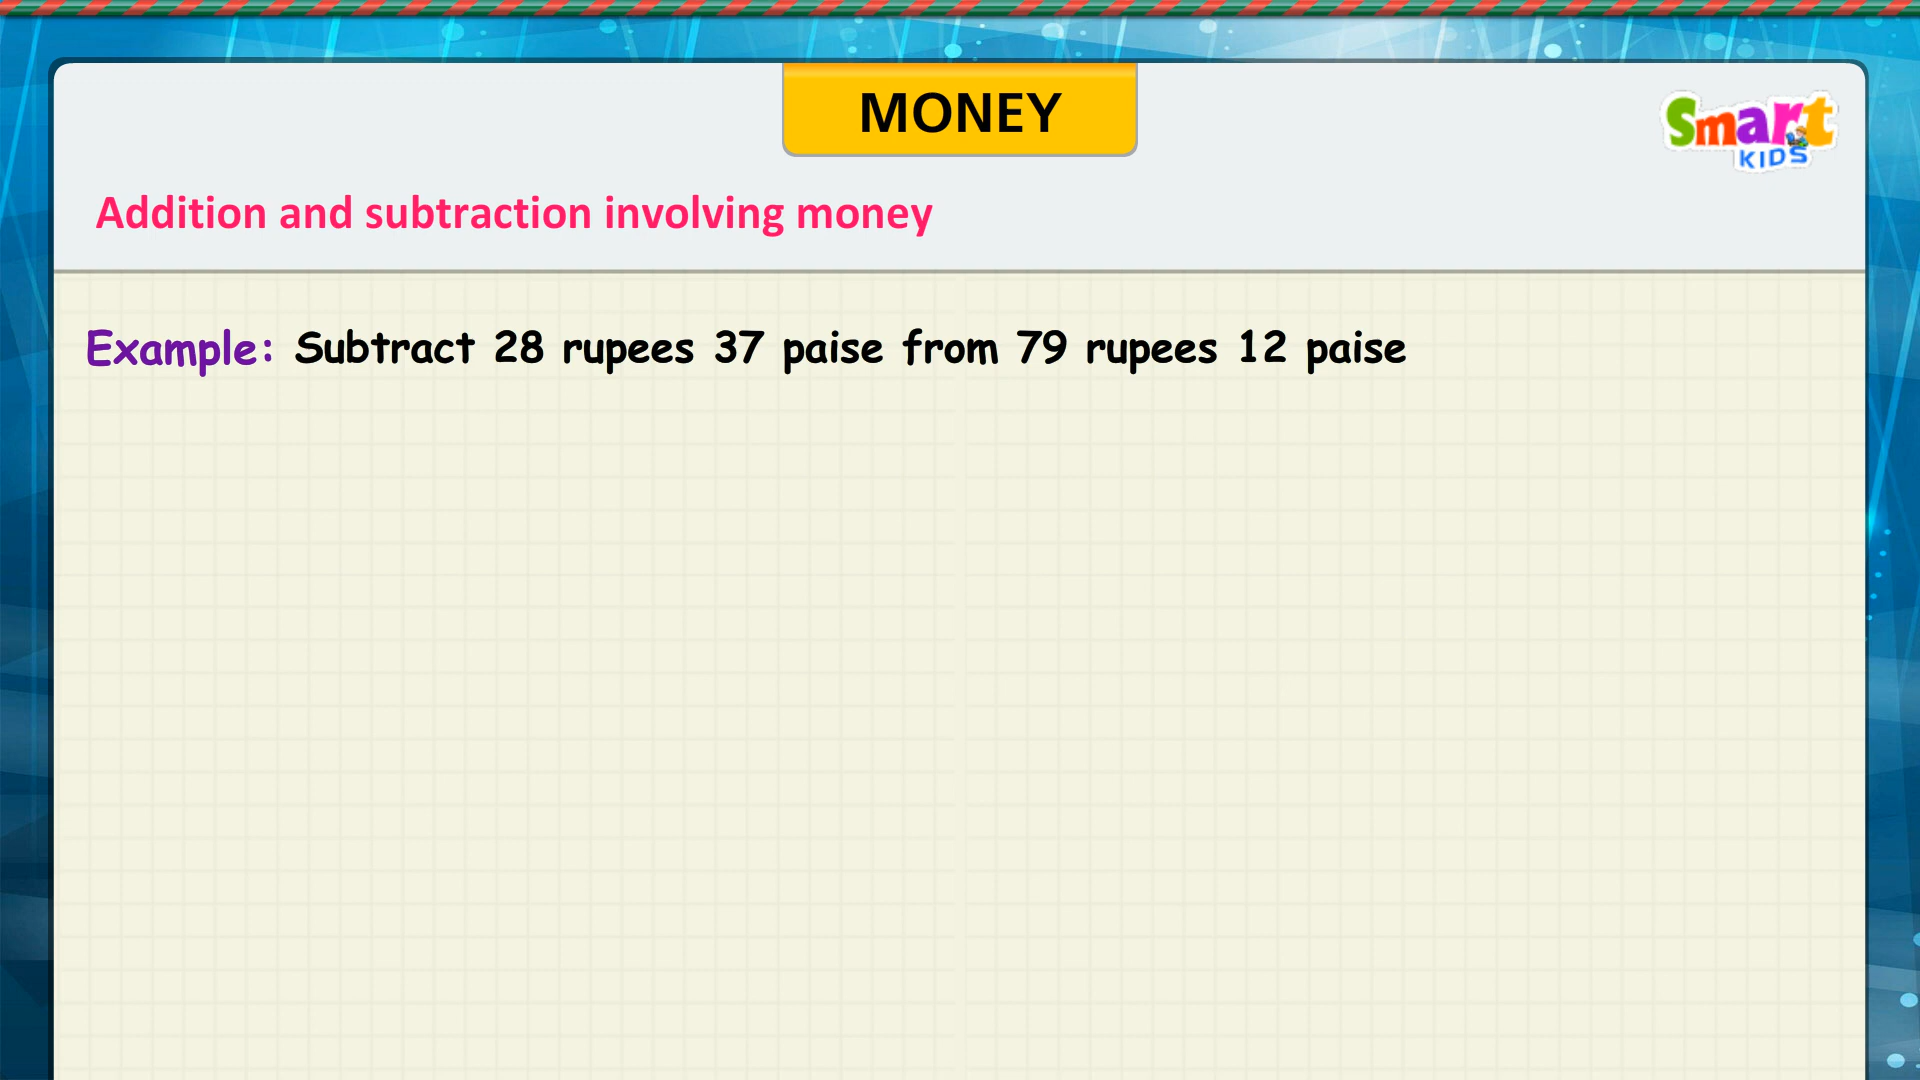 MONEY
Smart
KIDS
Addition and subtraction involving money
Example: Subtract 28 rupees 37 paise from 79 rupees 12 paise